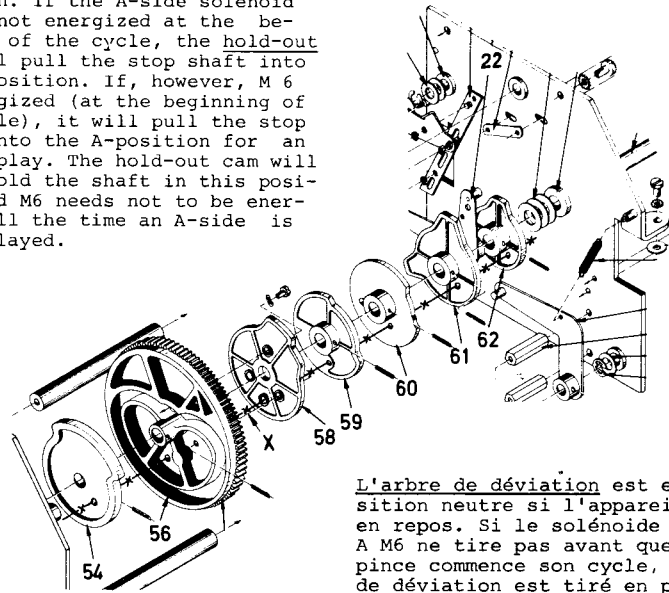 If the A-side solenoid
not energized at the be-
of the cycle, the hold-out
pull the stop shaft into
osition. If, however, M 6
gized (at the beginning of
le), it will pull the stop
nto the A-position for an
play. The hold-out cam will
old the shaft in this posi-
d M6 needs not to be ener-
ll the time an A-side is
layed.
22
62
61
60
59
58
X
56
54
L'arbre de déviation est e
sition neutre si l'appareil
en repos. Si le solénoide
A M6 ne tire pas avant que
pince commence son cycle,
de déviation est tiré en p